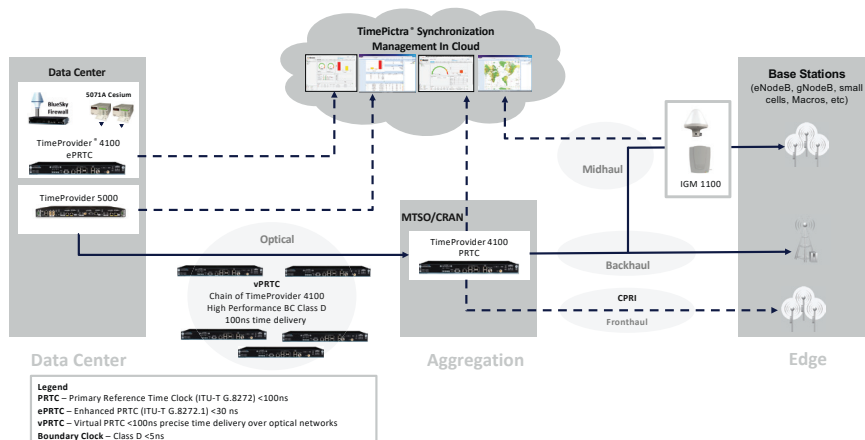 TimePictra® Synchronization
Management In Cloud
Data Center
BlueSky
Firewall
5071A Cesium
TimeProvider® 4100
ePRTC
TimeProvider 5000
Optical
vPRTC
Chain of TimeProvider 4100
High Performance BC Class D
100ns time delivery
MTSO/CRAN
TimeProvider 4100
PRTC
Midhaul
Backhaul
CPRI
Fronthaul
IGM 1100
Base Stations
(eNodeB, gNodeB, small
cells, Macros, etc)
Data Center
Aggregation
Edge
Legend
PRTC – Primary Reference Time Clock (ITU-T G.8272) <100ns
ePRTC – Enhanced PRTC (ITU-T G.8272.1) <30 ns
vPRTC – Virtual PRTC <100ns precise time delivery over optical networks
Boundary Clock – Class D <5ns